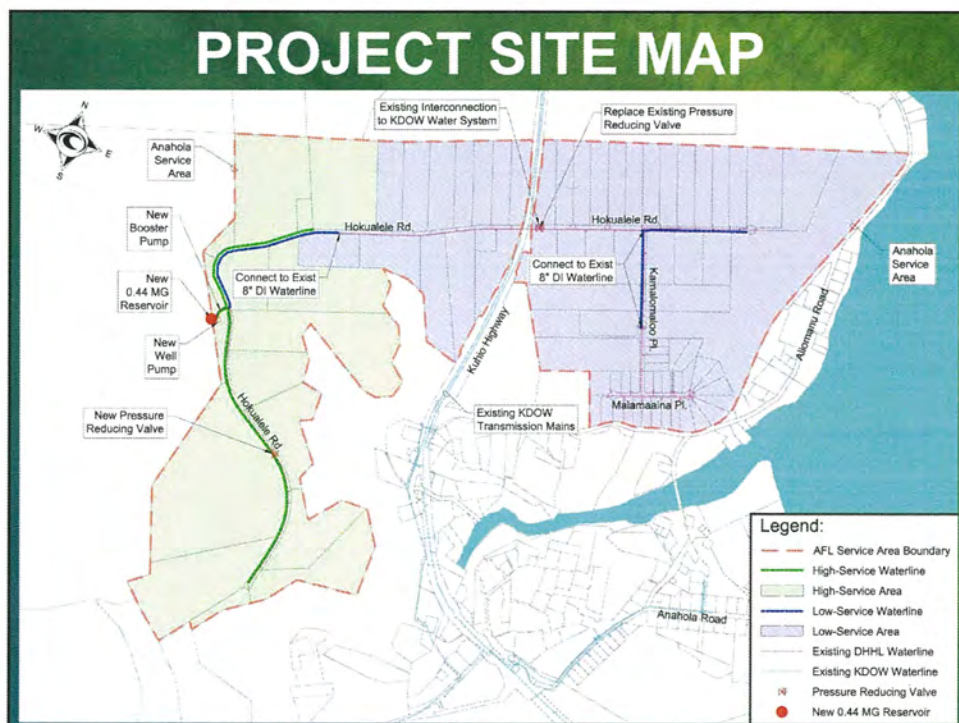 PROJECT SITE MAP
N
W
E
S
Existing Interconnection
to KDOW Water System
Replace Existing Pressure
Reducing Valve
Anahola
Service
Area
New
Booster
Pump
Hokualele Rd.
Hokualele Rd.
New
0.44 MG
Reservoir
Connect to Exist
8" DI Waterline
Connect to Exist
8" DI Waterline
Kamalomaloo Pl.
Anahola
Service
Area
Aliomanu Road
New
Well
Pump
Kuhio Highway
Hokualele Rd.
New Pressure
Reducing Valve
Existing KDOW
Transmission Mains
Malamaaina Pl.
Anahola Road
Legend:
AFL Service Area Boundary
High-Service Waterline
High-Service Area
Low-Service Waterline
Low-Service Area
Existing DHHL Waterline
Existing KDOW Waterline
Pressure Reducing Valve
New 0.44 MG Reservoir